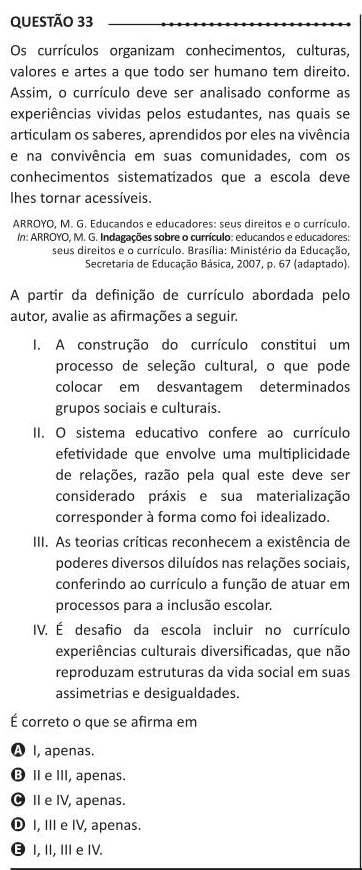 QUESTÃO 33
Os currículos organizam conhecimentos, culturas,
valores e artes a que todo ser humano tem direito.
Assim, o currículo deve ser analisado conforme as
experiências vividas pelos estudantes, nas quais se
articulam os saberes, aprendidos por eles na vivência
e na convivência em suas comunidades, com os
conhecimentos sistematizados que a escola deve
lhes tornar acessíveis.
ARROYO, M. G. Educandos e educadores: seus direitos e o currículo.
In: ARROYO, M. G. Indagações sobre o currículo: educandos e educadores:
seus direitos e o currículo. Brasília: Ministério da Educação,
Secretaria de Educação Básica, 2007, p. 67 (adaptado).
A partir da definição de currículo abordada pelo
autor, avalie as afirmações a seguir.
I. A construção do currículo constitui um
processo de seleção cultural, o que pode
colocar em desvantagem determinados
grupos sociais e culturais.
II. O sistema educativo confere ao currículo
efetividade que envolve uma multiplicidade
de relações, razão pela qual este deve ser
considerado práxis e sua materialização
corresponder à forma como foi idealizado.
III. As teorias críticas reconhecem a existência de
poderes diversos diluídos nas relações sociais,
conferindo ao currículo a função de atuar em
processos para a inclusão escolar.
IV. É desafio da escola incluir no currículo
experiências culturais diversificadas, que não
reproduzam estruturas da vida social em suas
assimetrias e desigualdades.
É correto o que se afirma em
A I, apenas.
B II e III, apenas.
C II e IV, apenas.
D I, III e IV, apenas.
E I, II, III e IV.